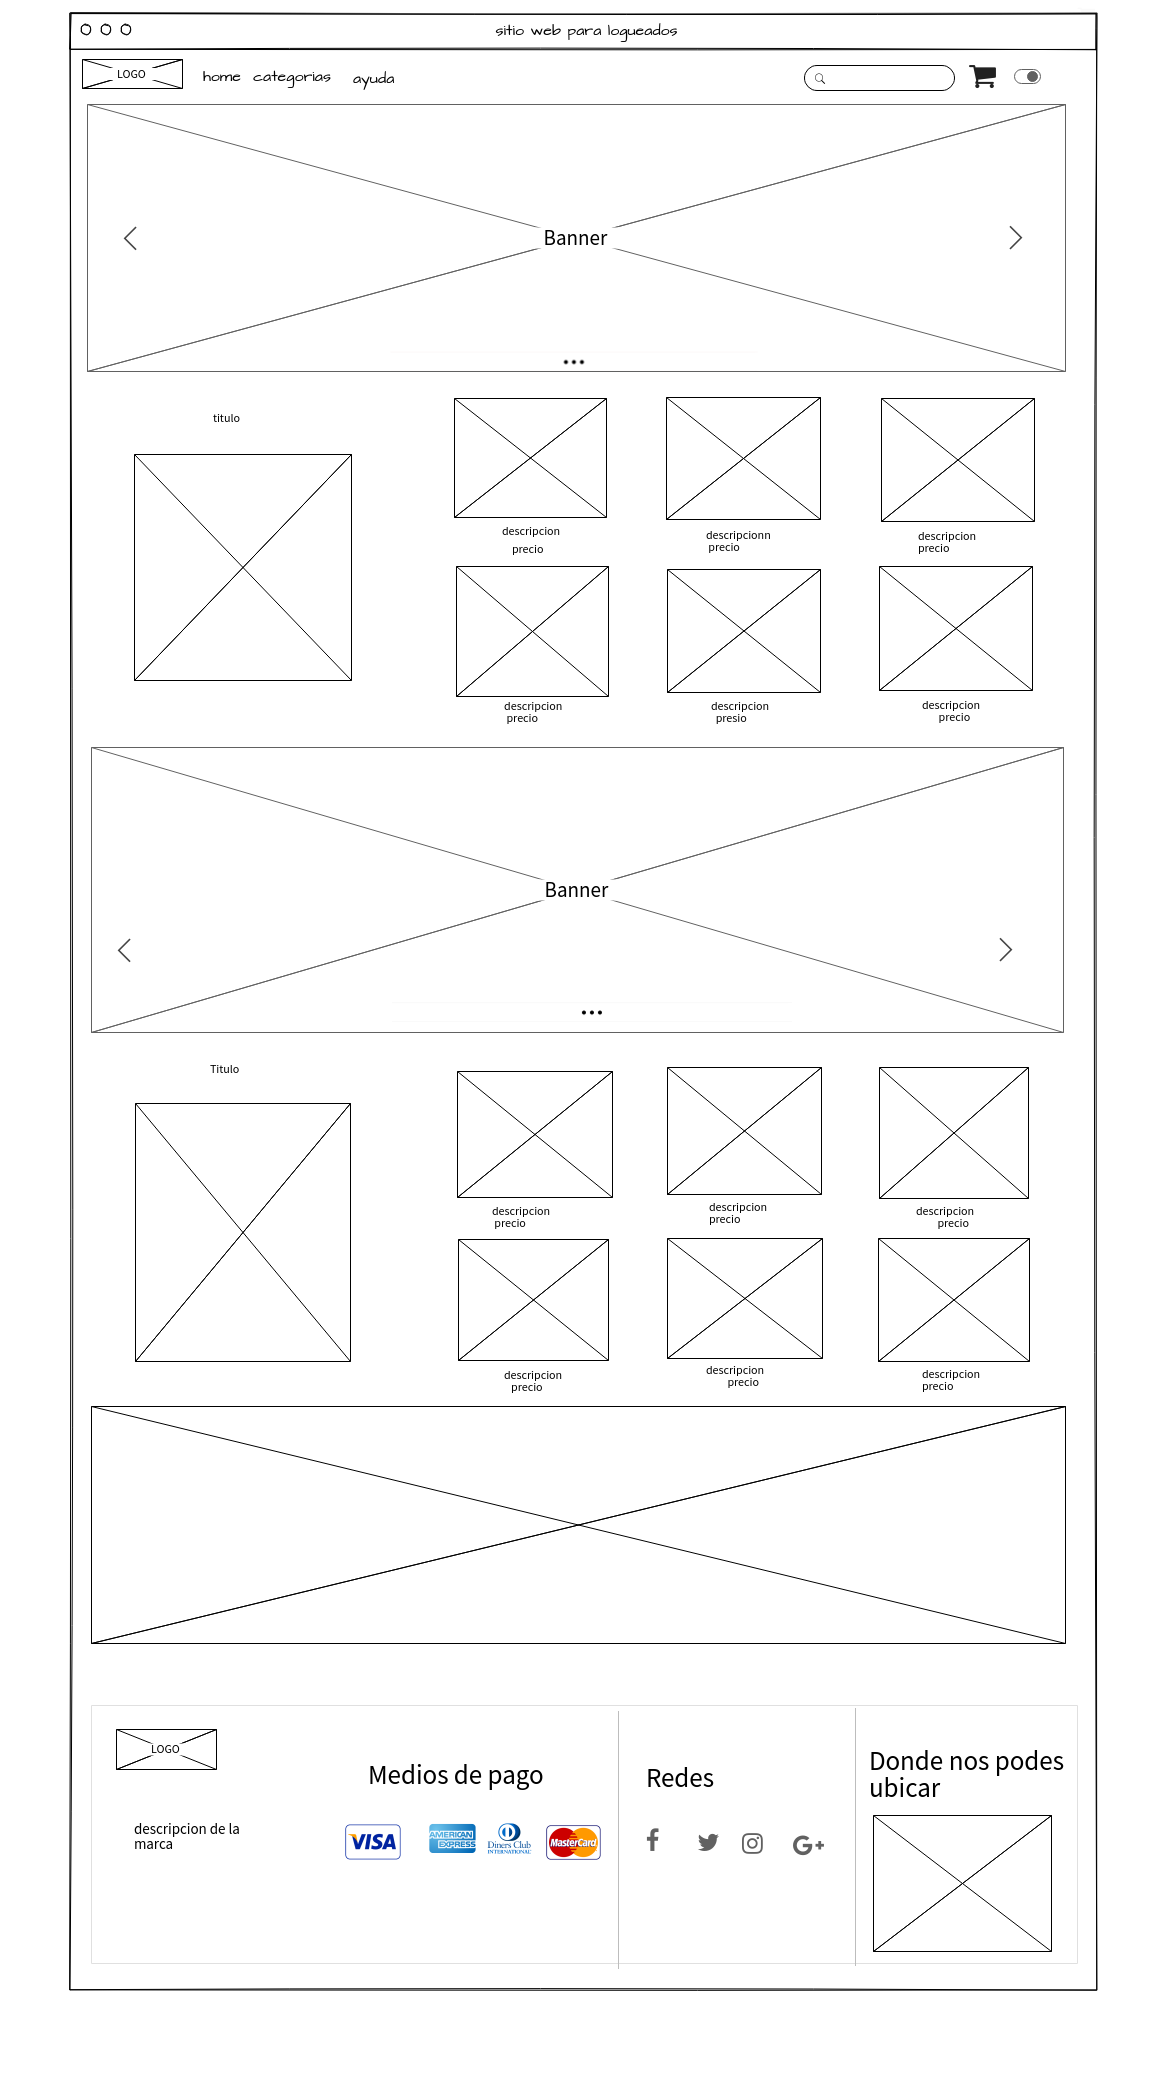 sitio web para logueados
LOGO
home categorias ayuda
Banner
titulo
descripcion
precio
descripcionn
precio
descripcion
precio
descripcion
precio
descripcion
presio
descripcion
precio
Banner
Titulo
descripcion
precio
descripcion
precio
descripcion
precio
descripcion
precio
descripcion
precio
descripcion
precio
LOGO
descripcion de la
marca
Medios de pago
VISA
AMERICAN
EXPRESS
Diners Club
INTERNATIONAL
MasterCard
Redes
G+
Donde nos podes
ubicar